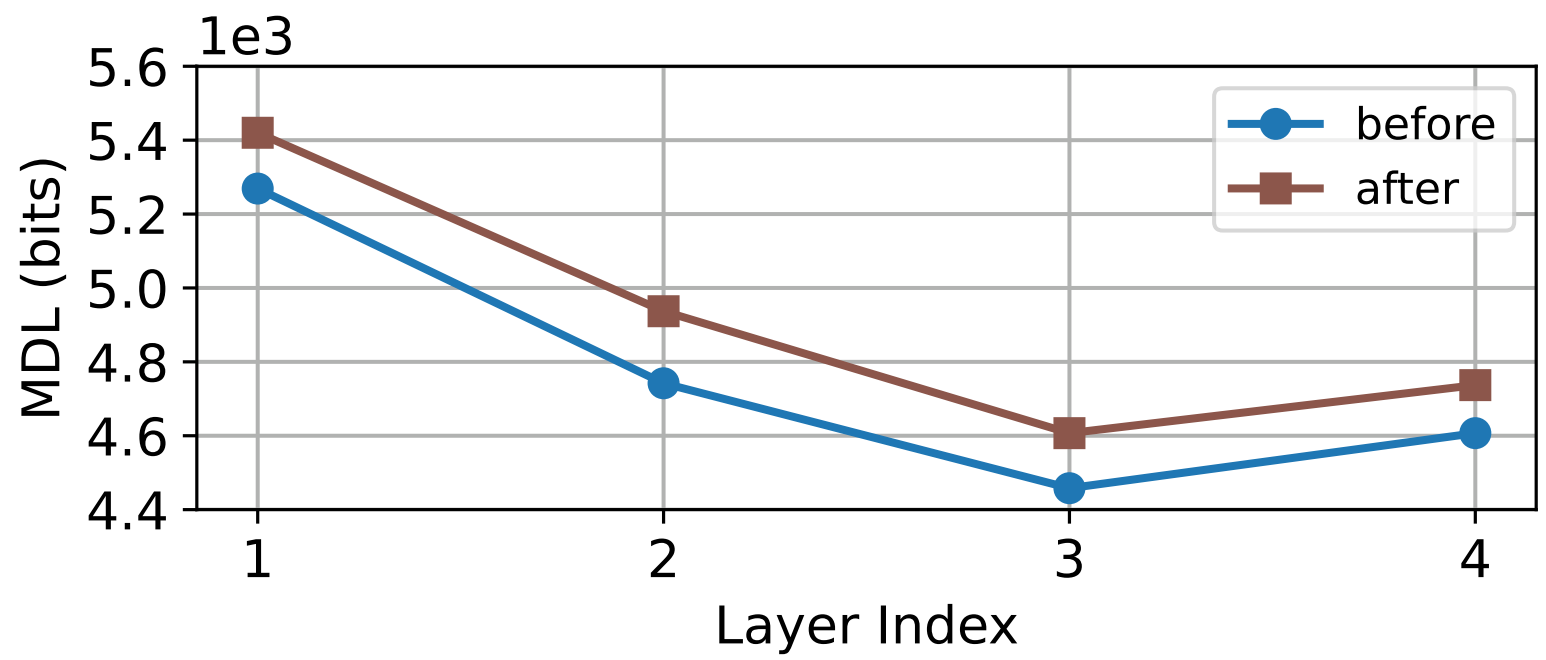 1e3
5.6
5.4
5.2
5.0
4.8
4.6
4.4
MDL (bits)
before
after
1 2 3 4
Layer Index